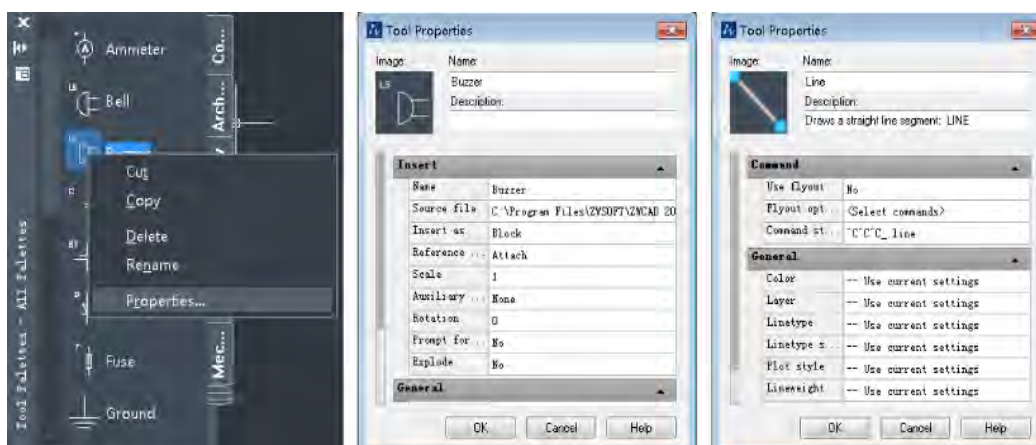 Ammeter
Bell
Cut
Copy
Delete
Rename
Properties...
Fuse
Ground
Co...
Arch...
Mec...
Tool Palettes - All Palettes
Tool Properties
Image:
Name:
Buzzer
Description:
Insert
Name Buzzer
Source file C:\Program Files\ZWSOFT\ZWCAD 20
Insert as Block
Reference ... Attach
Scale 1
Auxiliary ... None
Rotation 0
Prompt for ... No
Explode No
General
OK Cancel Help
Tool Properties
Image:
Name:
Line
Description:
Draws a straight line segment: LINE
Command
Use Flyout No
Flyout opt... <Select commands>
Command st... ^C^C^C_line
General
Color -- Use current settings
Layer -- Use current settings
Linetype -- Use current settings
Linetype s... -- Use current settings
Plot style -- Use current settings
Lineweight -- Use current settings
OK Cancel Help